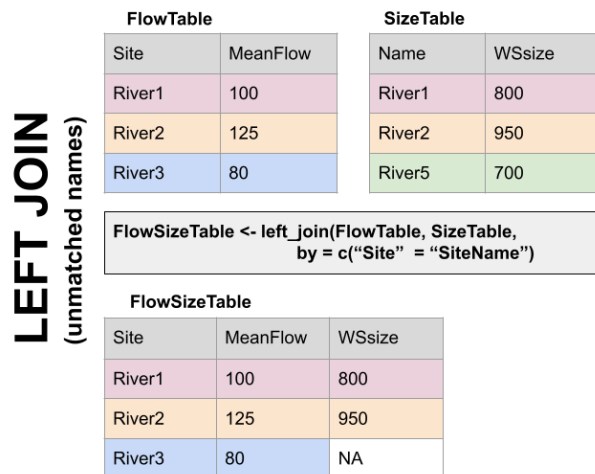 LEFT JOIN
(unmatched names)
FlowTable
Site MeanFlow
River1 100
River2 125
River3 80
SizeTable
Name WSsize
River1 800
River2 950
River5 700
FlowSizeTable <- left_join(FlowTable, SizeTable,
by = c(“Site” = “SiteName”)
FlowSizeTable
Site MeanFlow WSsize
River1 100 800
River2 125 950
River3 80 NA